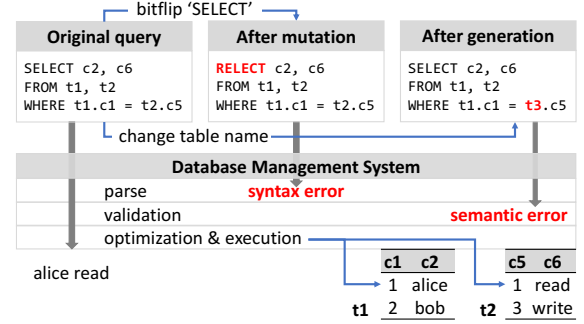 bitflip ‘SELECT’
Original query
After mutation
After generation
SELECT c2, c6
FROM t1, t2
WHERE t1.c1 = t2.c5
RELECT c2, c6
FROM t1, t2
WHERE t1.c1 = t2.c5
SELECT c2, c6
FROM t1, t2
WHERE t1.c1 = t3.c5
change table name
Database Management System
parse
syntax error
validation
semantic error
optimization & execution
alice read
c1 c2
1 alice
t1 2 bob
c5 c6
1 read
t2 3 write